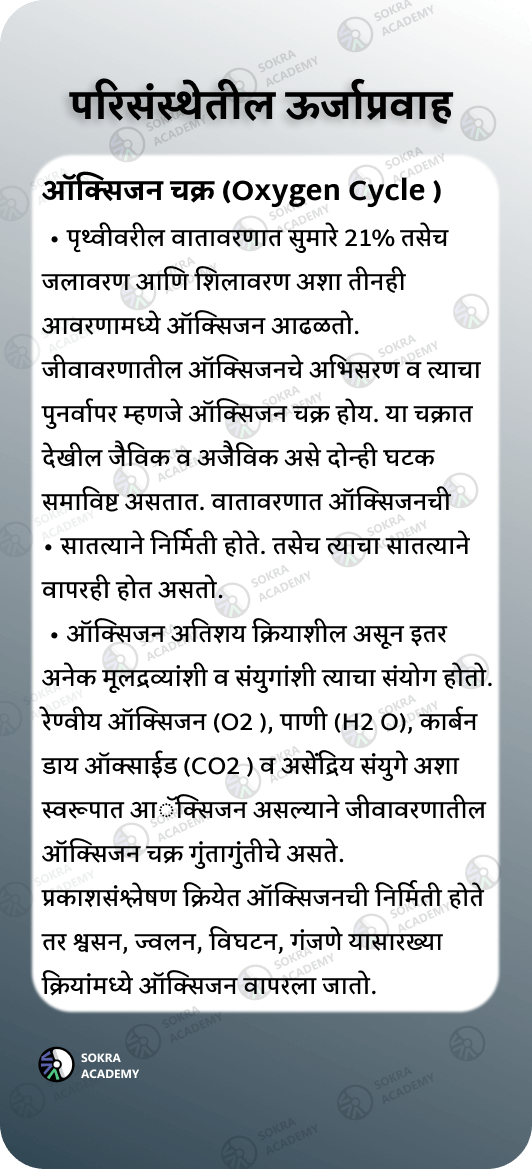 परिसंस्थेतील ऊर्जाप्रवाह
ऑक्सिजन चक्र (Oxygen Cycle )
• पृथ्वीवरील वातावरणात सुमारे 21% तसेच
जलावरण आणि शिलावरण अशा तीनही
आवरणामध्ये ऑक्सिजन आढळतो.
जीवावरणातील ऑक्सिजनचे अभिसरण व त्याचा
पुनर्वापर म्हणजे ऑक्सिजन चक्र होय. या चक्रात
देखील जैविक व अजैविक असे दोन्ही घटक
समाविष्ट असतात. वातावरणात ऑक्सिजनची
• सातत्याने निर्मिती होते. तसेच त्याचा सातत्याने
वापरही होत असतो.
• ऑक्सिजन अतिशय क्रियाशील असून इतर
अनेक मूलद्रव्यांशी व संयुगांशी त्याचा संयोग होतो.
रेण्वीय ऑक्सिजन (O2 ), पाणी (H2 O), कार्बन
डाय ऑक्साईड (CO2 ) व असेंद्रिय संयुगे अशा
स्वरूपात आॅक्सिजन असल्याने जीवावरणातील
ऑक्सिजन चक्र गुंतागुंतीचे असते.
प्रकाशसंश्लेषण क्रियेत ऑक्सिजनची निर्मिती होते
तर श्वसन, ज्वलन, विघटन, गंजणे यासारख्या
क्रियांमध्ये ऑक्सिजन वापरला जातो.
SOKRA
ACADEMY